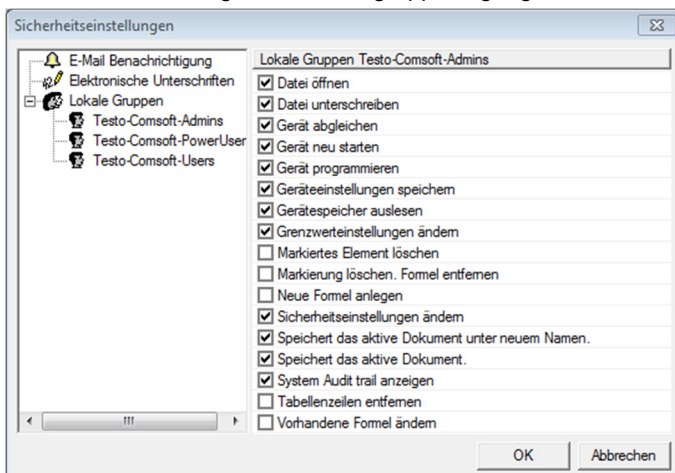 Sicherheitseinstellungen
E-Mail Benachrichtigung
Elektronische Unterschriften
Lokale Gruppen
Testo-Comsoft-Admins
Testo-Comsoft-PowerUser
Testo-Comsoft-Users
Lokale Gruppen Testo-Comsoft-Admins
Datei öffnen
Datei unterschreiben
Gerät abgleichen
Gerät neu starten
Gerät programmieren
Geräteeinstellungen speichern
Gerätespeicher auslesen
Grenzwerteinstellungen ändern
Markiertes Element löschen
Markierung löschen. Formel entfernen
Neue Formel anlegen
Sicherheitseinstellungen ändern
Speichert das aktive Dokument unter neuem Namen.
Speichert das aktive Dokument.
System Audit trail anzeigen
Tabellenzeilen entfernen
Vorhandene Formel ändern
OK
Abbrechen